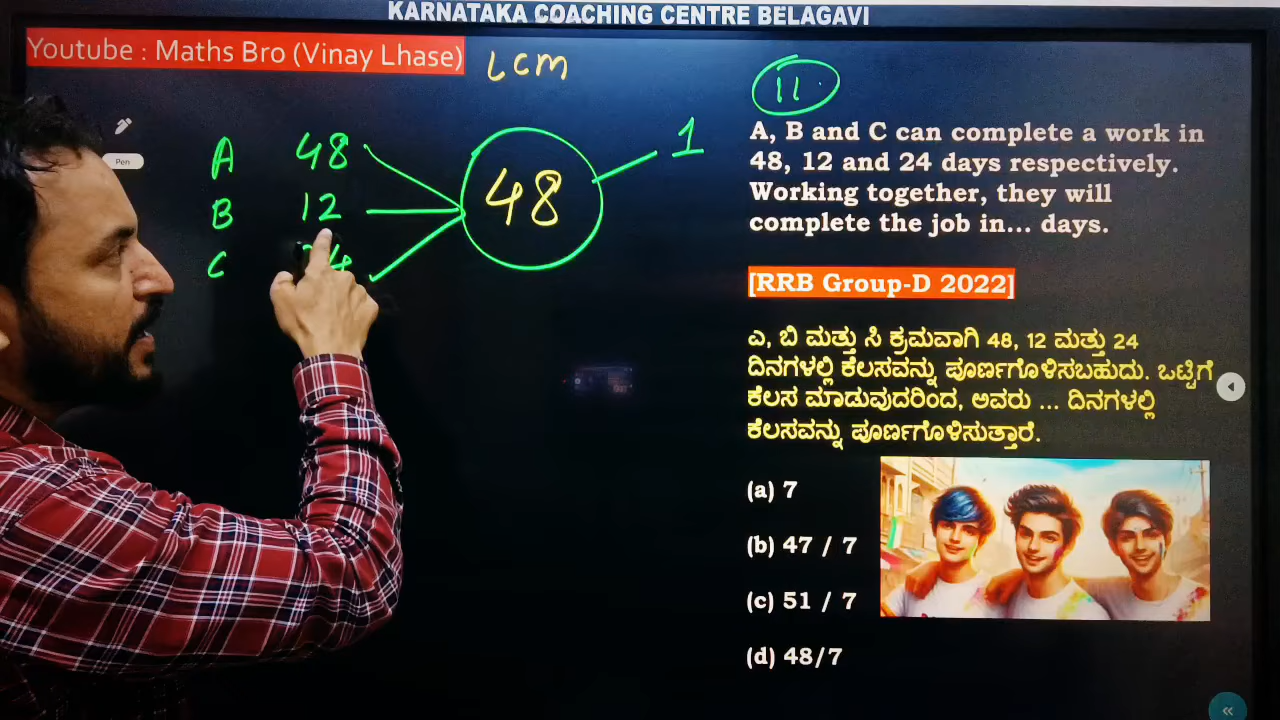 KARNATAKA COACHING CENTRE BELAGAVI
Youtube : Maths Bro (Vinay Lhase)
LCM
11
A 48
B 12
C
48
1
Pen
A, B and C can complete a work in
48, 12 and 24 days respectively.
Working together, they will
complete the job in... days.
[RRB Group-D 2022]
ಎ, ಬಿ ಮತ್ತು ಸಿ ಕ್ರಮವಾಗಿ 48, 12 ಮತ್ತು 24
ದಿನಗಳಲ್ಲಿ ಕೆಲಸವನ್ನು ಪೂರ್ಣಗೊಳಿಸಬಹುದು. ಒಟ್ಟಿಗೆ
ಕೆಲಸ ಮಾಡುವುದರಿಂದ, ಅವರು ... ದಿನಗಳಲ್ಲಿ
ಕೆಲಸವನ್ನು ಪೂರ್ಣಗೊಳಿಸುತ್ತಾರೆ.
(a) 7
(b) 47 / 7
(c) 51 / 7
(d) 48/7